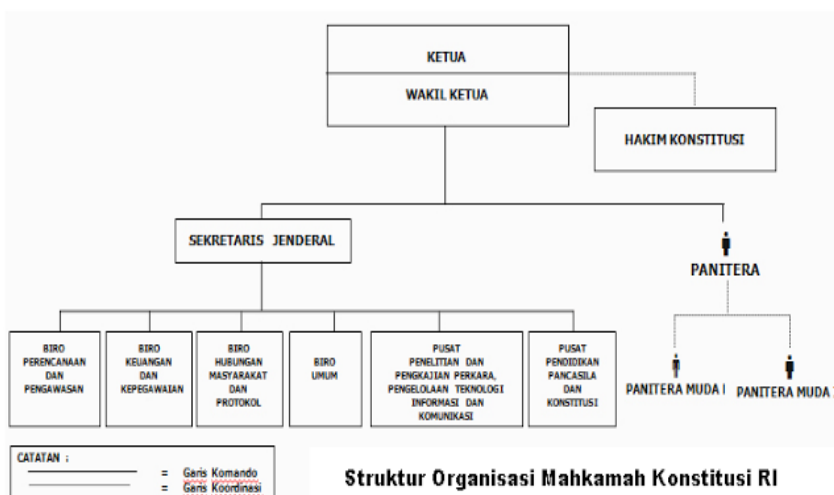 KETUA
WAKIL KETUA
HAKIM KONSTITUSI
SEKRETARIS JENDERAL
PANITERA
BIRO
PERENCANAAN
DAN
PENGAWASAN
BIRO
KEUANGAN
DAN
KEPEGAWAIAN
BIRO
HUBUNGAN
MASYARAKAT
DAN
PROTOKOL
BIRO
UMUM
PUSAT
PENELITIAN DAN
PENGKAJIAN PERKARA,
PENGELOLAAN TEKNOLOGI
INFORMASI DAN
KOMUNIKASI
PUSAT
PENDIDIKAN
PANCASILA
DAN
KONSTITUSI
PANITERA MUDA I
PANITERA MUDA
CATATAN :
= Garis Komando
= Garis Koordinasi
Struktur Organisasi Mahkamah Konstitusi RI